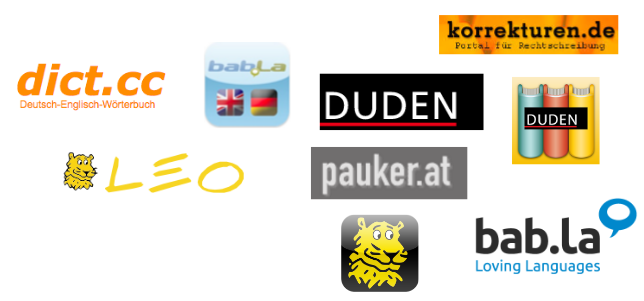 korrekturen.de
Portal für Rechtschreibung
dict.cc
Deutsch-Englisch-Wörterbuch
bab.la
DUDEN
DUDEN
LEO
pauker.at
bab.la
Loving Languages